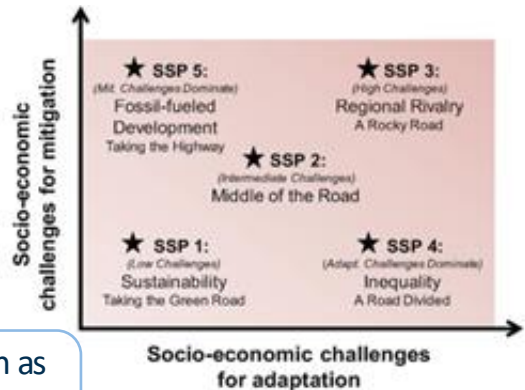 Socio-economic
challenges for mitigation
★ SSP 5:
(Mit. Challenges Dominate)
Fossil-fueled
Development
Taking the Highway
★ SSP 3:
(High Challenges)
Regional Rivalry
A Rocky Road
★ SSP 2:
(Intermediate Challenges)
Middle of the Road
★ SSP 1:
(Low Challenges)
Sustainability
Taking the Green Road
★ SSP 4:
(Adapt. Challenges Dominate)
Inequality
A Road Divided
Socio-economic challenges
for adaptation
as